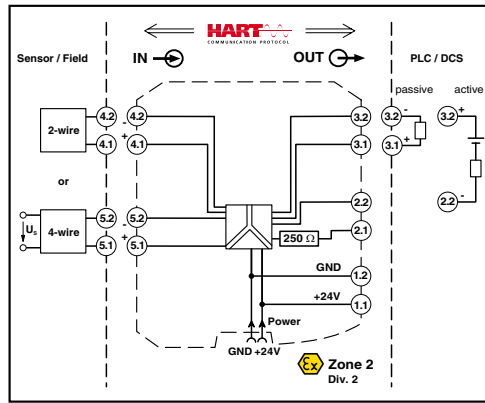 HART
COMMUNICATION PROTOCOL
Sensor / Field
IN
OUT
PLC / DCS
passive
active
2-wire
4.2
4.1
4.2
4.1
-
+
3.2
3.1
3.2
3.1
-
+
3.2
+
or
Us
4-wire
5.2
5.1
5.2
5.1
-
+
2.2
2.1
2.2
-
250 Ω
GND
1.2
+24V
1.1
Power
GND +24V
Ex
Zone 2
Div. 2